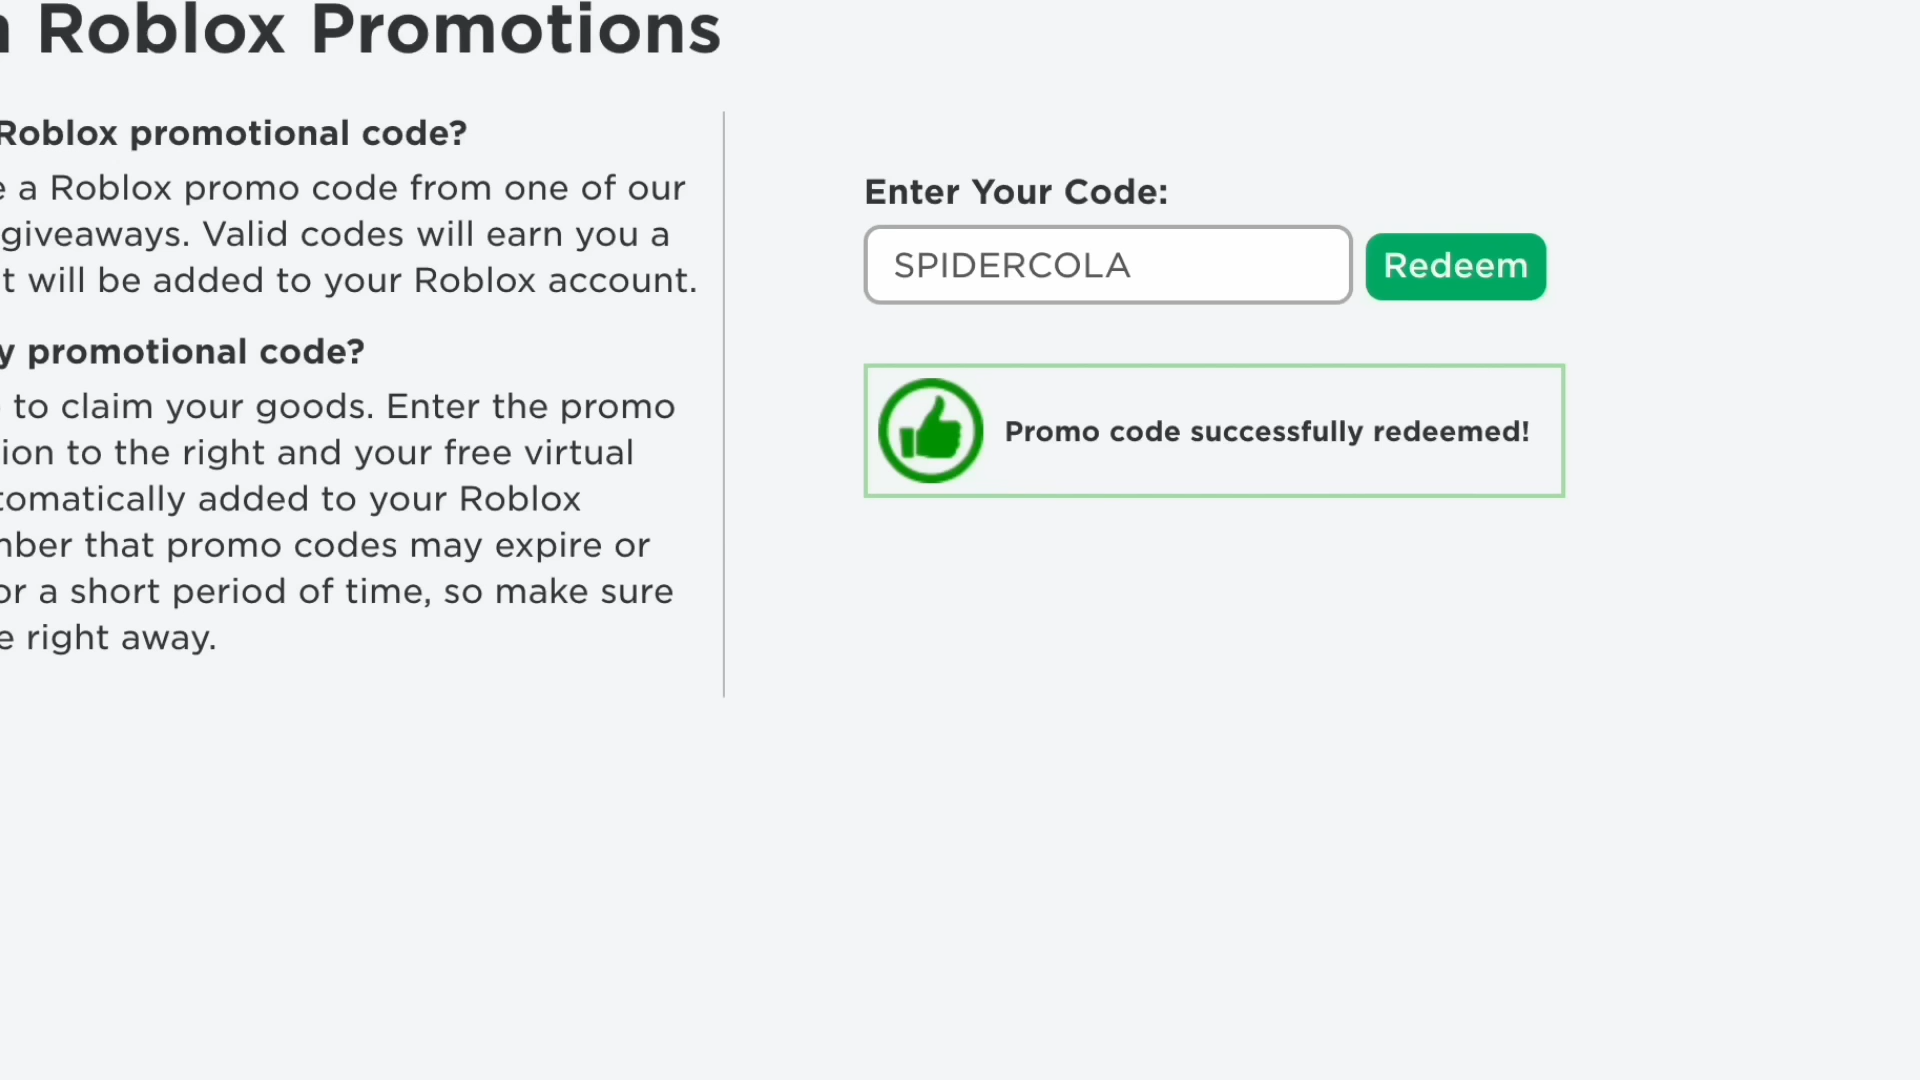 Roblox Promotions
Roblox promotional code?
a Roblox promo code from one of our
giveaways. Valid codes will earn you a
will be added to your Roblox account.
promotional code?
to claim your goods. Enter the promo
to the right and your free virtual
added to your Roblox
that promo codes may expire or
a short period of time, so make sure
right away.
Enter Your Code:
SPIDERCOLA
Redeem
Promo code successfully redeemed!